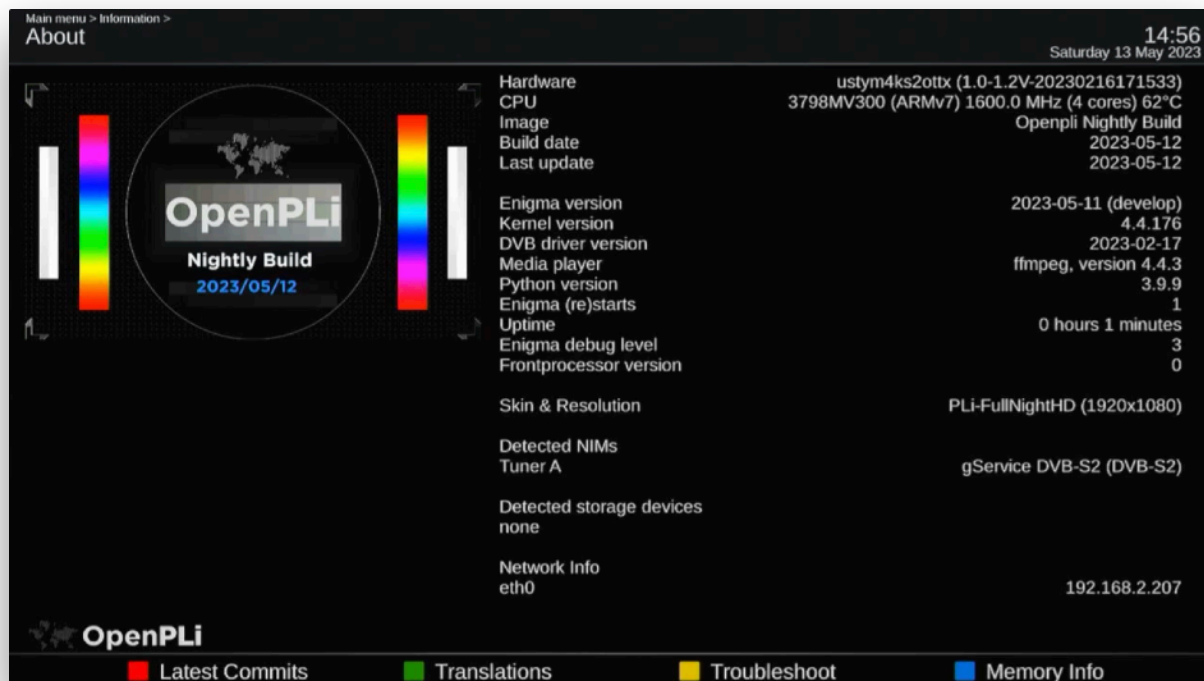 Main menu > Information >
About
14:56
Saturday 13 May 2023
OpenPLi
Nightly Build
2023/05/12
Hardware ustym4ks2ottx (1.0-1.2V-20230216171533)
CPU 3798MV300 (ARMv7) 1600.0 MHz (4 cores) 62°C
Image Openpli Nightly Build
Build date 2023-05-12
Last update 2023-05-12
Enigma version 2023-05-11 (develop)
Kernel version 4.4.176
DVB driver version 2023-02-17
Media player ffmpeg, version 4.4.3
Python version 3.9.9
Enigma (re)starts 1
Uptime 0 hours 1 minutes
Enigma debug level 3
Frontprocessor version 0
Skin & Resolution PLi-FullNightHD (1920x1080)
Detected NIMs
Tuner A gService DVB-S2 (DVB-S2)
Detected storage devices
none
Network Info
eth0 192.168.2.207
OpenPLi
Latest Commits Translations Troubleshoot Memory Info